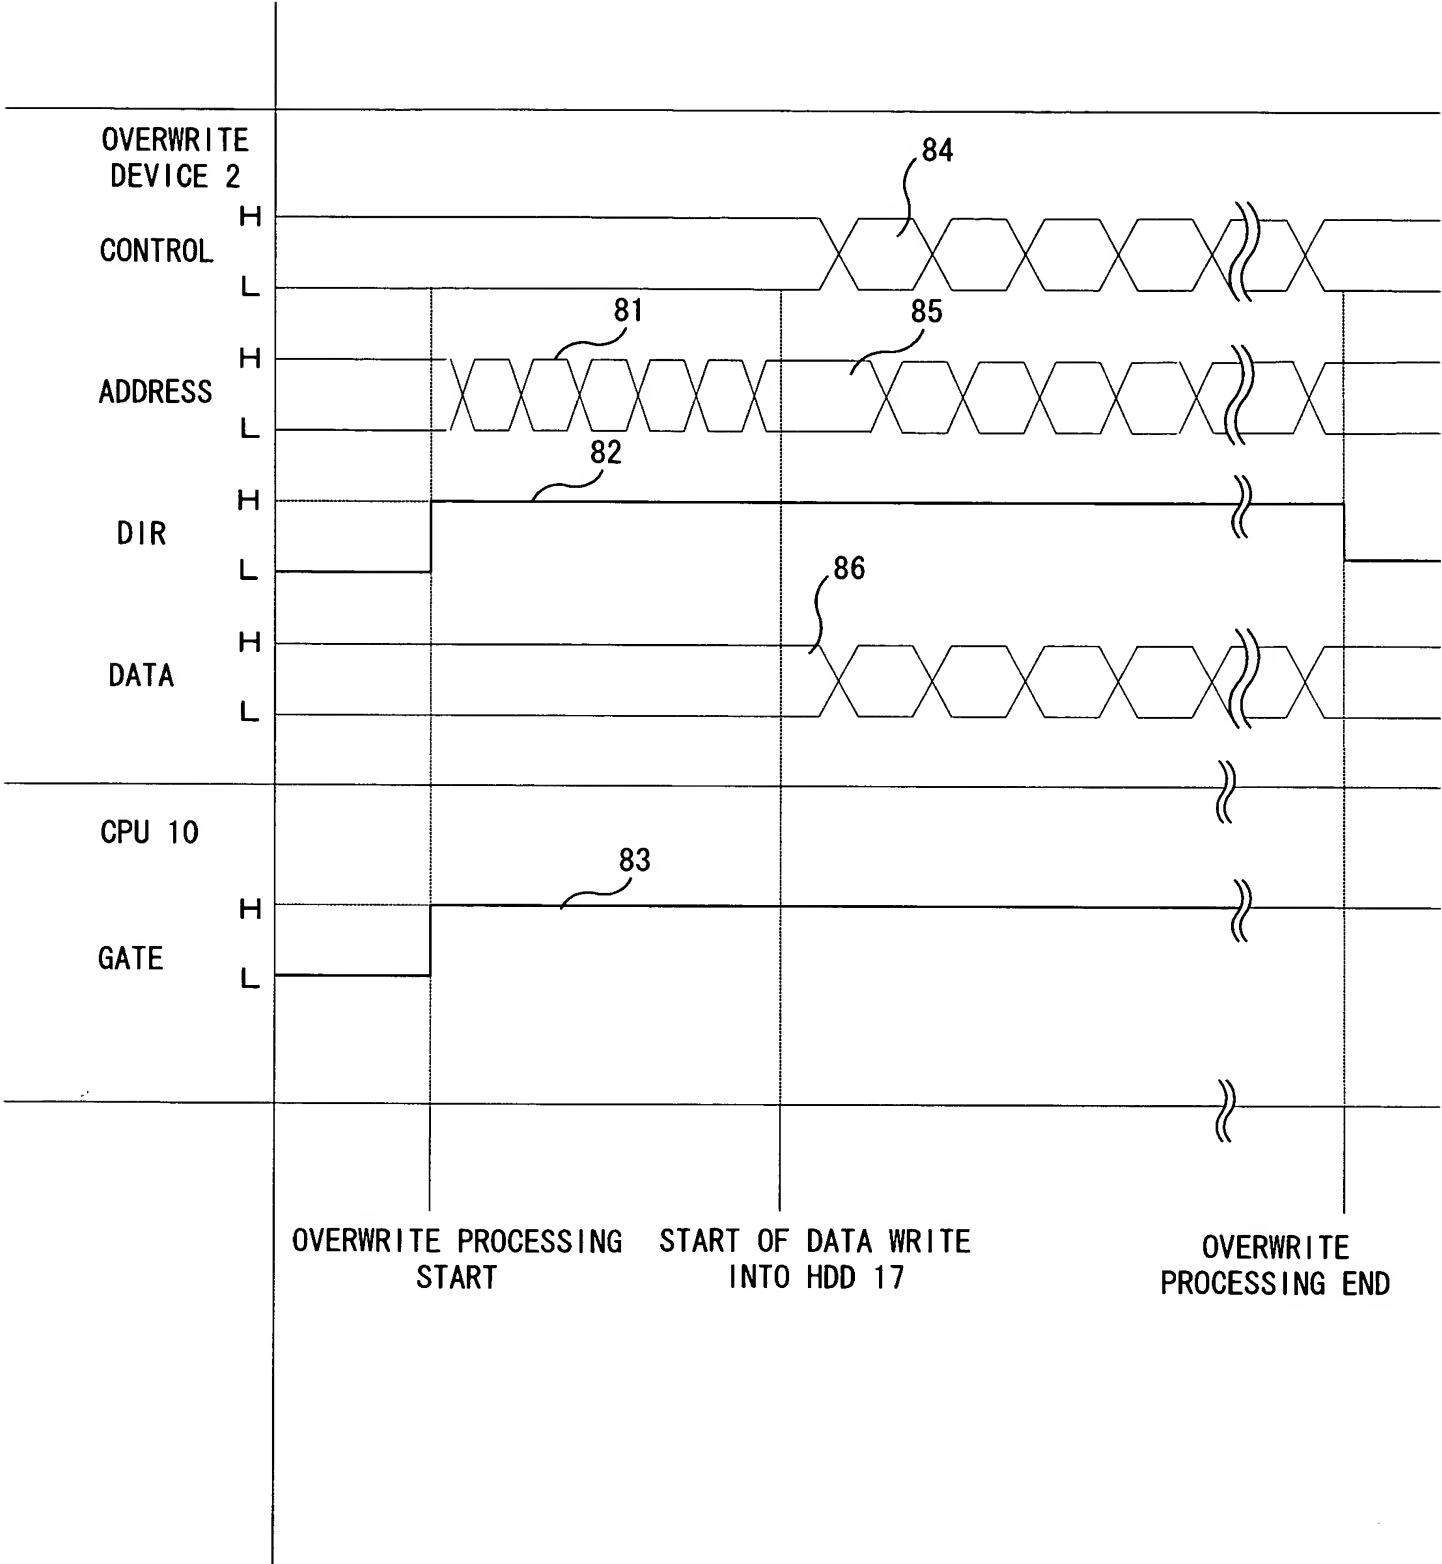 OVERWRITE
DEVICE 2
84
H
CONTROL
L
81
85
H
ADDRESS
L
82
H
DIR
L
86
H
DATA
L
CPU 10
83
H
GATE
L
OVERWRITE PROCESSING
START
START OF DATA WRITE
INTO HDD 17
OVERWRITE
PROCESSING END